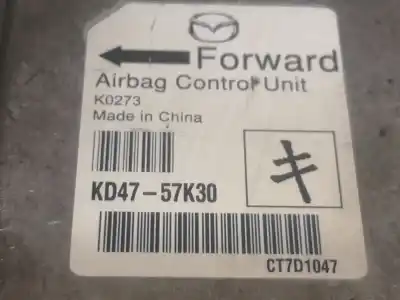 Forward
Airbag Control Unit
K0273
Made in China
KD47-57K30
キ
CT7D1047